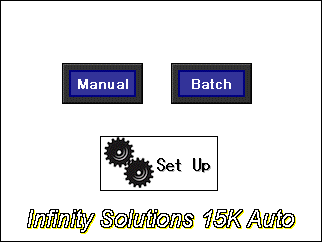 Manual
Batch
Set Up
Infinity Solutions 15K Auto